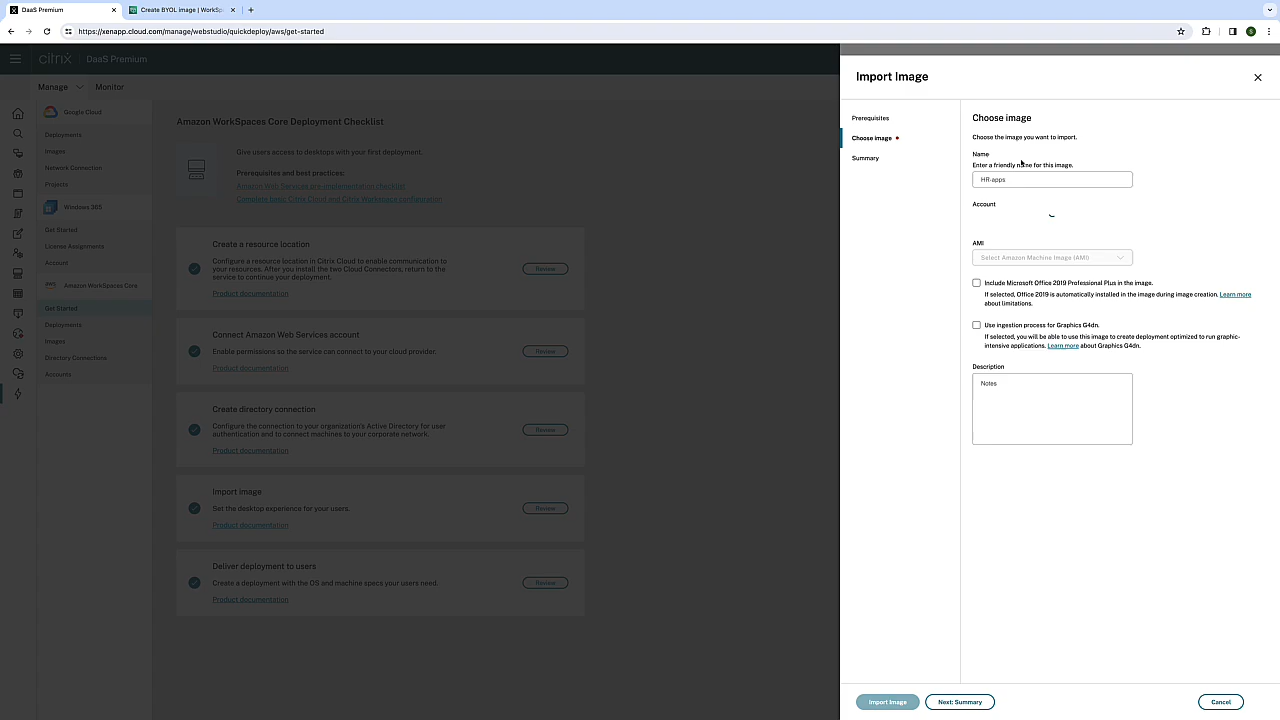 DaaS Premium
Create BYOL image | WorkSp
https://xenapp.cloud.com/manage/webstudio/quickdeploy/aws/get-started
S
citrix DaaS Premium
Manage
Monitor
Google Cloud
Deployments
Images
Network Connection
Projects
Windows 365
Get Started
License Assignments
Account
aws
Amazon WorkSpaces Core
Get Started
Deployments
Images
Directory Connections
Accounts
Amazon WorkSpaces Core Deployment Checklist
Give users access to desktops with your first deployment.
Prerequisites and best practices:
Amazon Web Services pre-implementation checklist
Complete basic Citrix Cloud and Citrix Workspace configuration
Create a resource location
Configure a resource location in Citrix Cloud to enable communication to
your resources. After you install the two Cloud Connectors, return to the
service to continue your deployment.
Product documentation
Review
Connect Amazon Web Services account
Enable permissions so the service can connect to your cloud provider.
Product documentation
Review
Create directory connection
Configure the connection to your organization's Active Directory for user
authentication and to connect machines to your corporate network.
Product documentation
Review
Import image
Set the desktop experience for your users.
Product documentation
Review
Deliver deployment to users
Create a deployment with the OS and machine specs your users need.
Product documentation
Review
Import Image
Prerequisites
Choose image
Summary
Choose image
Choose the image you want to import.
Name
Enter a friendly name for this image.
HR-apps
Account
AMI
Select Amazon Machine Image (AMI)
Include Microsoft Office 2019 Professional Plus in the image.
If selected, Office 2019 is automatically installed in the image during image creation. Learn more
about limitations.
Use ingestion process for Graphics G4dn.
If selected, you will be able to use this image to create deployment optimized to run graphic-
intensive applications. Learn more about Graphics G4dn.
Description
Notes
Import Image
Next: Summary
Cancel